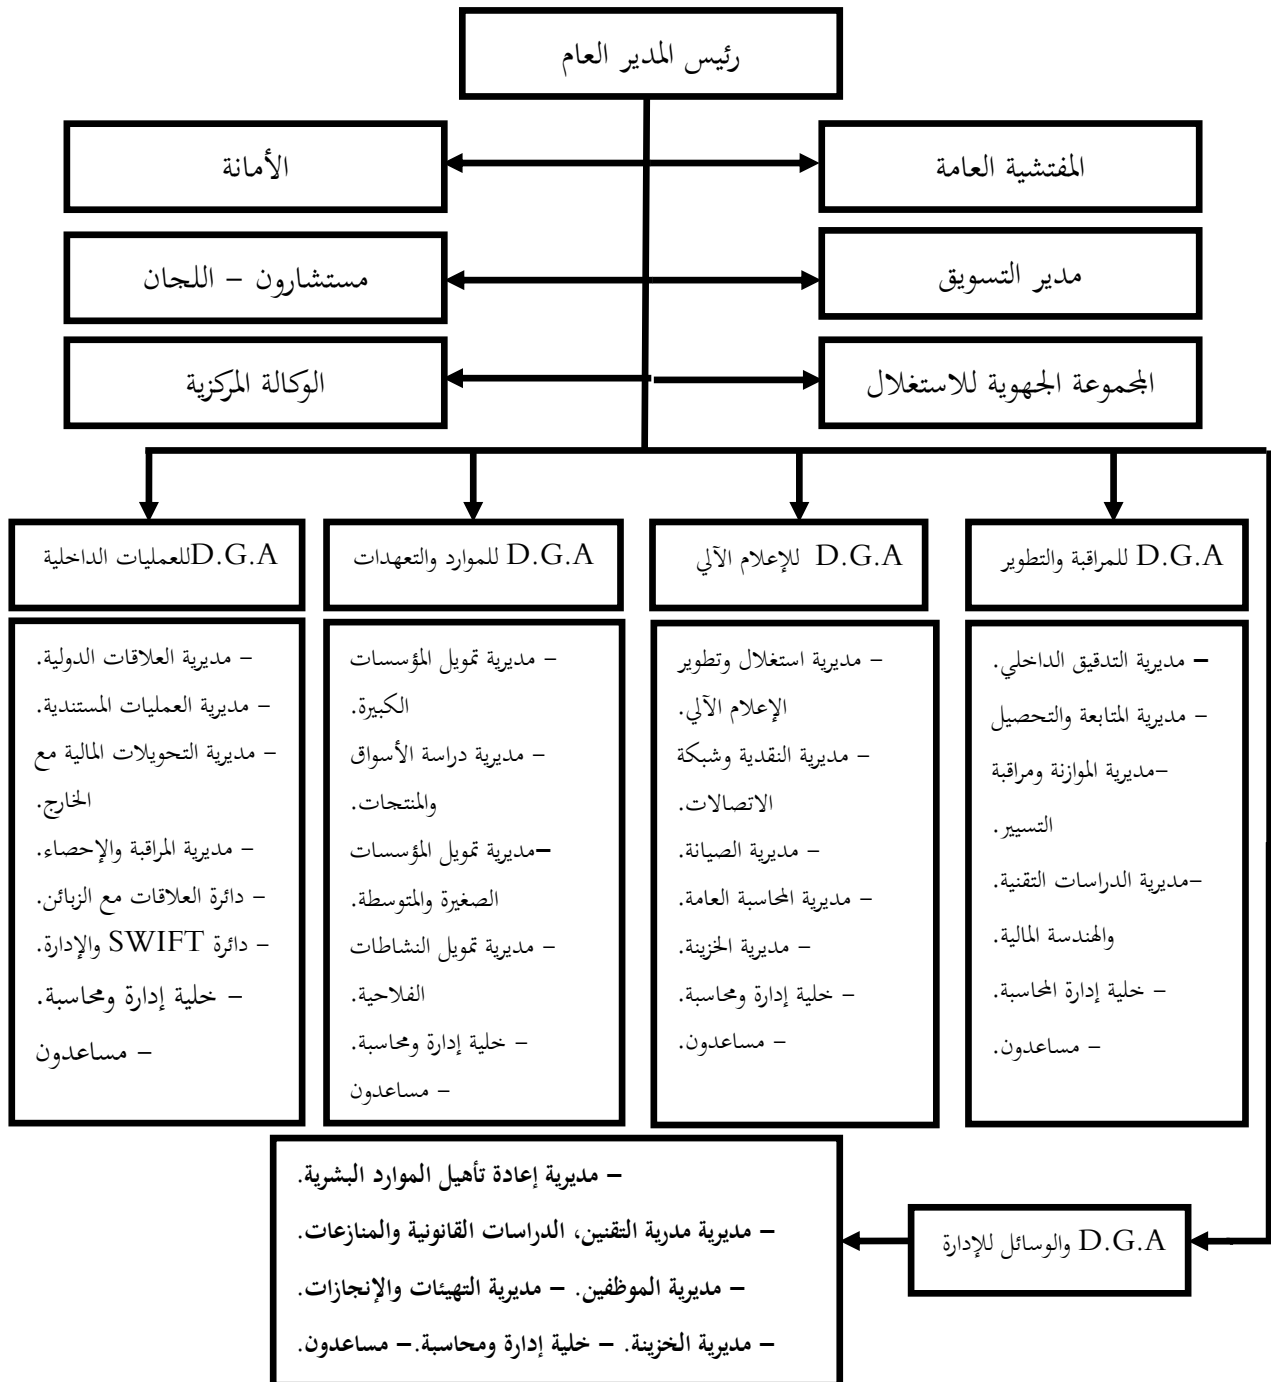 رئيس المدير العام
المفتشية العامة
الأمانة
مدير التسويق
مستشارون – اللجان
المجموعة الجهوية للاستغلال
الوكالة المركزية
D.G.A للمراقبة والتطوير
– مديرية التدقيق الداخلي.
– مديرية المتابعة والتحصيل
–مديرية الموازنة ومراقبة
التسيير.
–مديرية الدراسات التقنية.
والهندسة المالية.
– خلية إدارة المحاسبة.
– مساعدون.
D.G.A للإعلام الآلي
– مديرية استغلال وتطوير
الإعلام الآلي.
– مديرية النقدية وشبكة
الاتصالات.
– مديرية الصيانة.
– مديرية المحاسبة العامة.
– مديرية الخزينة.
– خلية إدارة ومحاسبة.
– مساعدون.
D.G.A للموارد والتعهدات
– مديرية تمويل المؤسسات
الكبيرة.
– مديرية دراسة الأسواق
والمنتجات.
–مديرية تمويل المؤسسات
الصغيرة والمتوسطة.
– مديرية تمويل النشاطات
الفلاحية.
– خلية إدارة ومحاسبة.
– مساعدون
D.G.Aللعمليات الداخلية
– مديرية العلاقات الدولية.
– مديرية العمليات المستندية.
– مديرية التحويلات المالية مع
الخارج.
– مديرية المراقبة والإحصاء.
– دائرة العلاقات مع الزبائن.
– دائرة SWIFT والإدارة.
– خلية إدارة ومحاسبة.
– مساعدون
D.G.A والوسائل للإدارة
– مديرية إعادة تأهيل الموارد البشرية.
– مديرية مدرية التقنين، الدراسات القانونية والمنازعات.
– مديرية الموظفين. – مديرية التهيئات والإنجازات.
– مديرية الخزينة. – خلية إدارة ومحاسبة.– مساعدون.